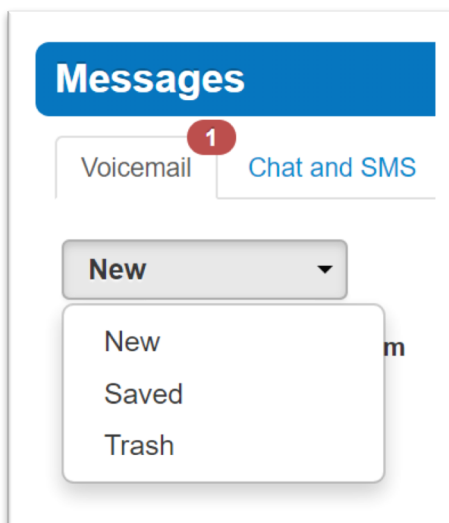 Messages
1
Voicemail Chat and SMS
New
New
m
Saved
Trash